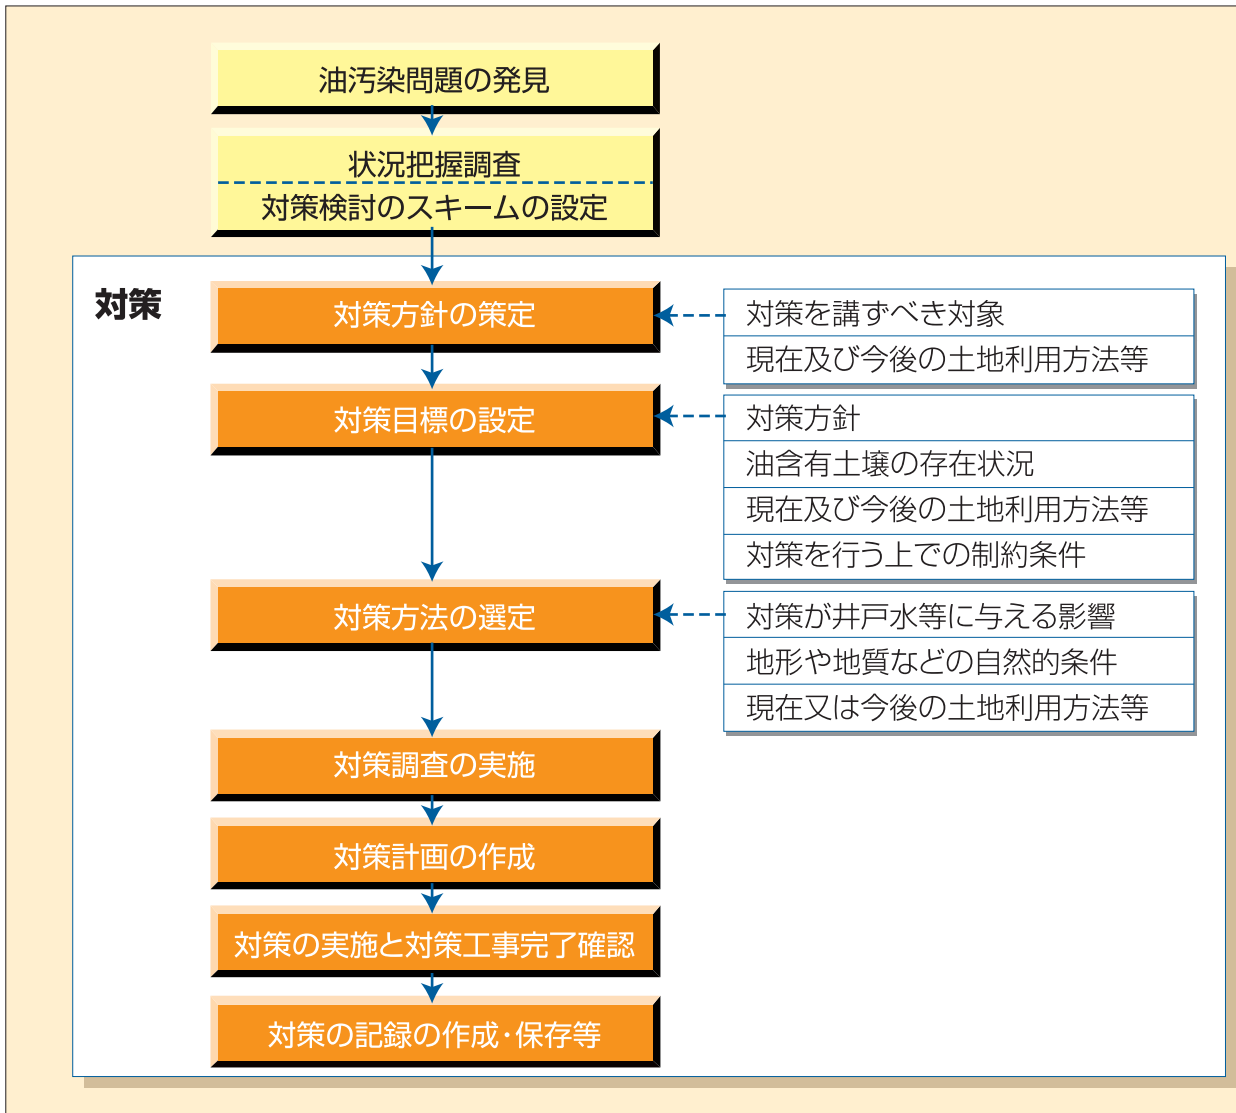 油汚染問題の発見
状況把握調査
対策検討のスキームの設定
対策
対策方針の策定
対策を講ずべき対象
現在及び今後の土地利用方法等
対策目標の設定
対策方針
油含有土壌の存在状況
現在及び今後の土地利用方法等
対策を行う上での制約条件
対策方法の選定
対策が井戸水等に与える影響
地形や地質などの自然的条件
現在又は今後の土地利用方法等
対策調査の実施
対策計画の作成
対策の実施と対策工事完了確認
対策の記録の作成・保存等